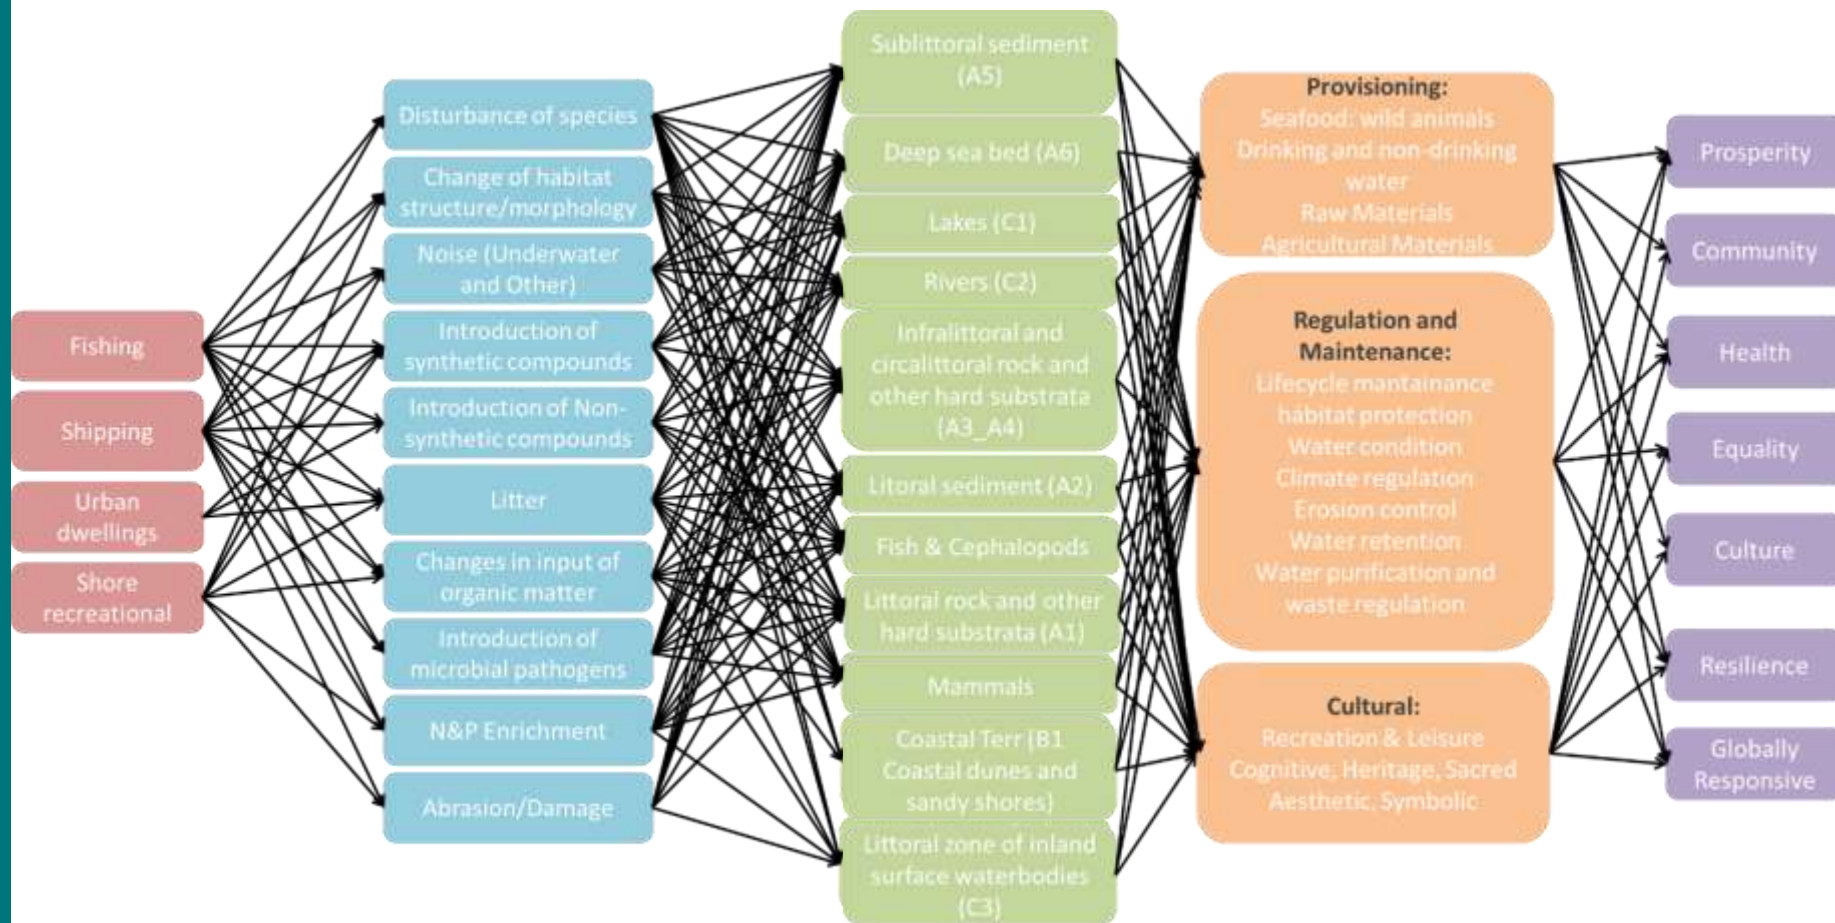 Fishing
Shipping
Urban
dwellings
Shore
recreational
Disturbance of species
Change of habitat
structure/morphology
Noise (Underwater
and Other)
Introduction of
synthetic compounds
Introduction of Non-
synthetic compounds
Litter
Changes in input of
organic matter
Introduction of
microbial pathogens
N&P Enrichment
Abrasion/Damage
Sublittoral sediment
(A5)
Deep sea bed (A6)
Lakes (C1)
Rivers (C2)
Infralittoral and
circalittoral rock and
other hard substrata
(A3_A4)
Litoral sediment (A2)
Fish & Cephalopods
Littoral rock and other
hard substrata (A1)
Mammals
Coastal Terr (B1
Coastal dunes and
sandy shores)
Littoral zone of inland
surface waterbodies
(C3)
Provisioning:
Seafood: wild animals
Drinking and non-drinking
water
Raw Materials
Agricultural Materials
Regulation and
Maintenance:
Lifecycle mantainance
hábitat protection
Water condition
Climate regulation
Erosion control
Water retention
Water purification and
waste regulation
Cultural:
Recreation & Leisure
Cognitive, Heritage, Sacred
Aesthetic, Symbolic
Prosperity
Community
Health
Equality
Culture
Resilience
Globally
Responsive